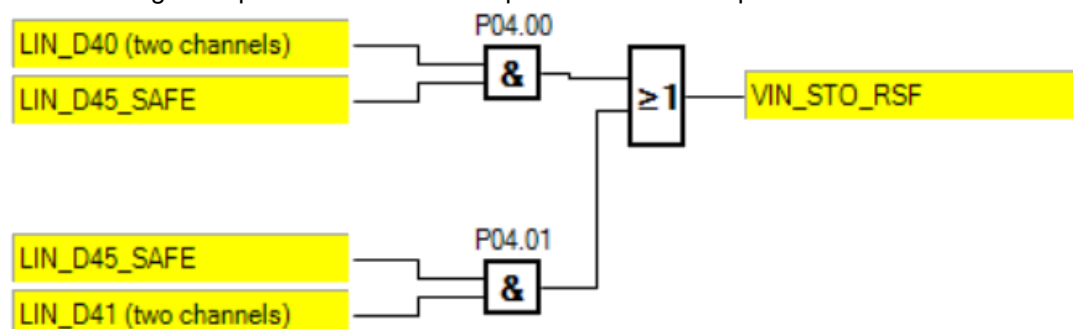 P04.00
LIN_D40 (two channels)
&
LIN_D45_SAFE
≥1
VIN_STO_RSF
P04.01
LIN_D45_SAFE
&
LIN_D41 (two channels)